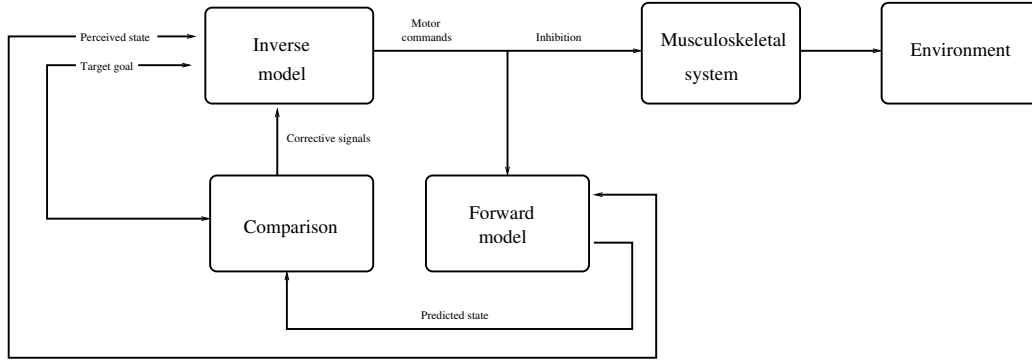 Perceived state
Target goal
Inverse
model
Motor
commands
Inhibition
Musculoskeletal
system
Environment
Corrective signals
Comparison
Forward
model
Predicted state